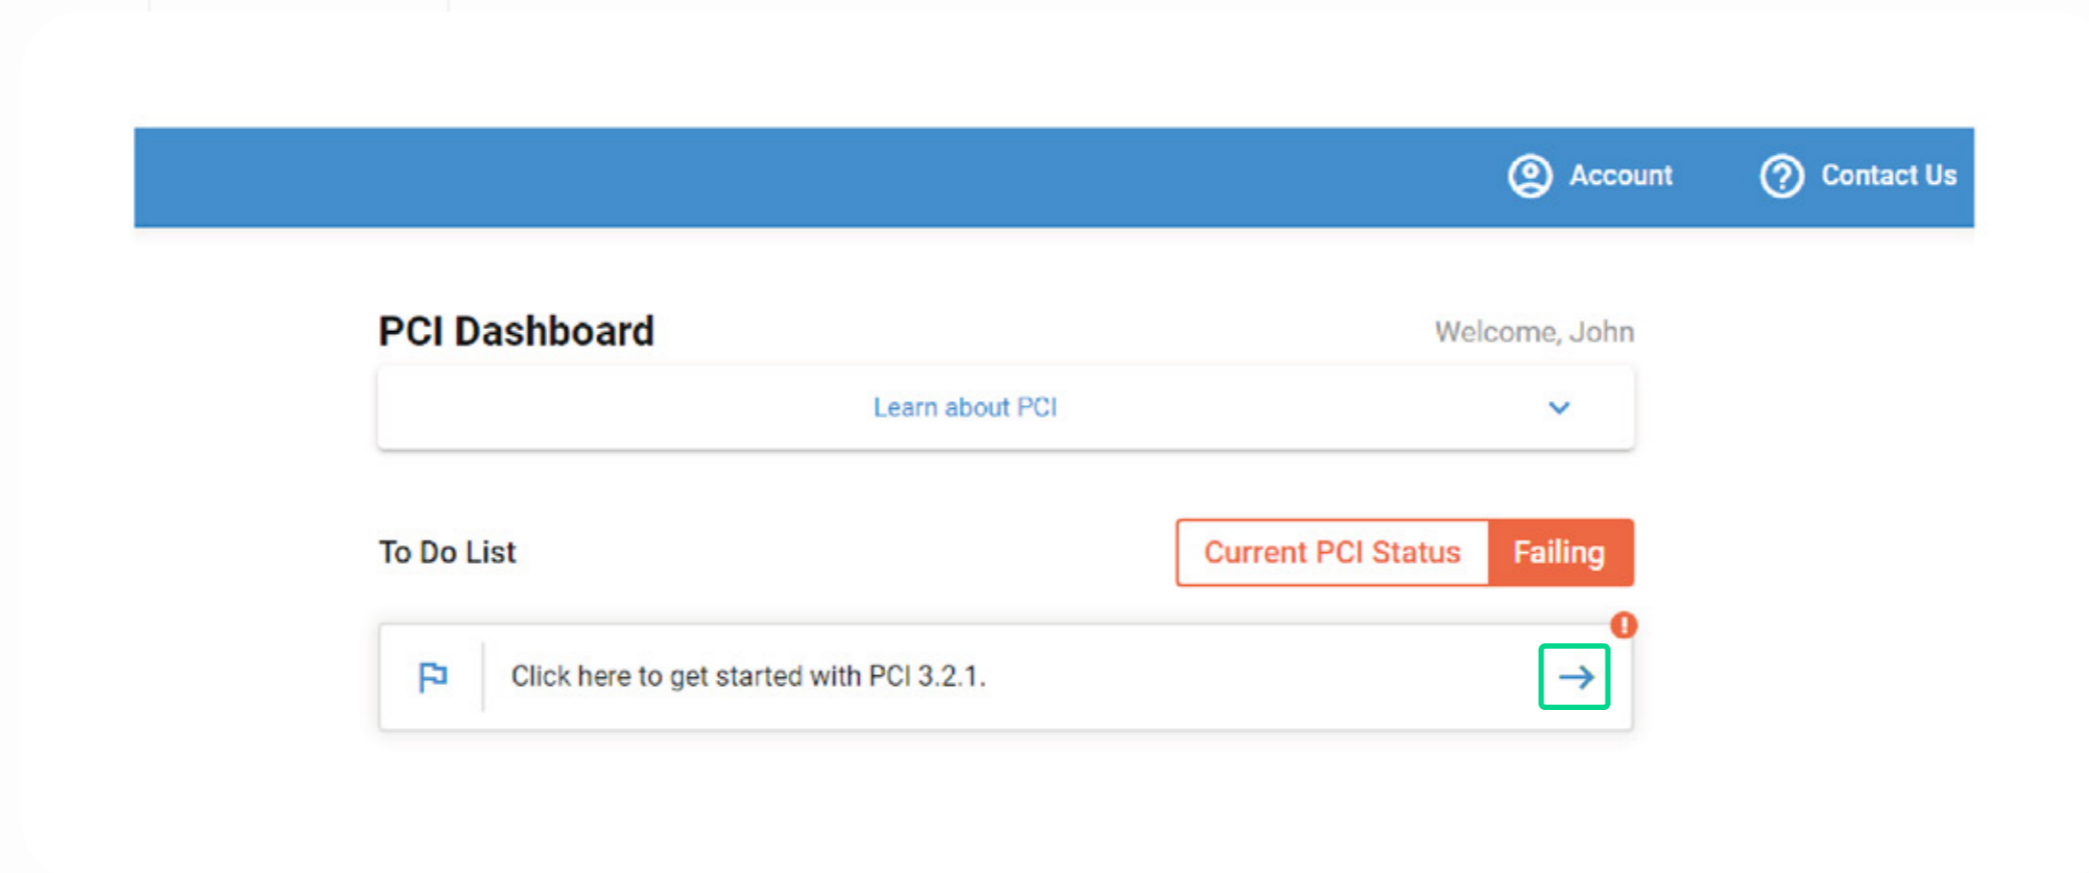 Account
Contact Us
PCI Dashboard
Welcome, John
Learn about PCI
To Do List
Current PCI Status
Failing
Click here to get started with PCI 3.2.1.